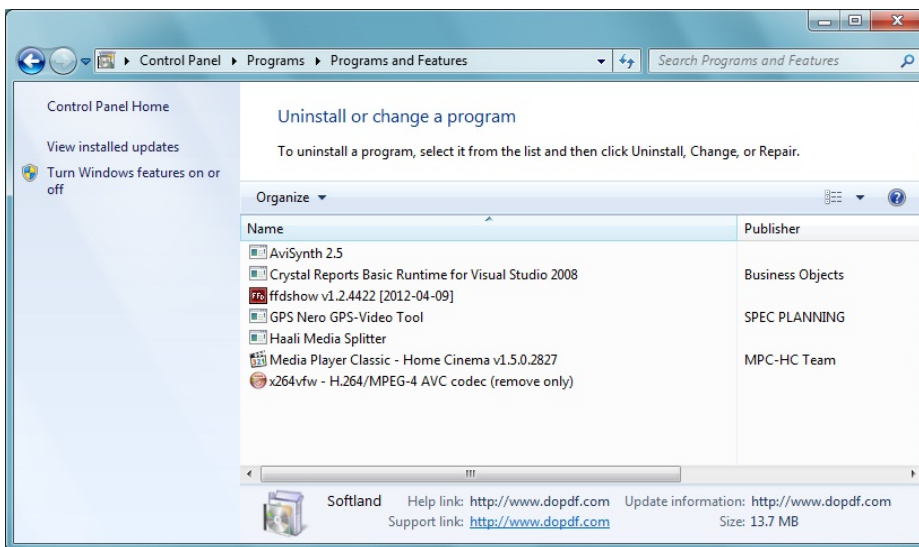 Control Panel Programs Programs and Features Search Programs and Features
Control Panel Home
View installed updates
Turn Windows features on or
off
Uninstall or change a program
To uninstall a program, select it from the list and then click Uninstall, Change, or Repair.
Organize
Name Publisher
AviSynth 2.5
Crystal Reports Basic Runtime for Visual Studio 2008 Business Objects
FFD ffdshow v1.2.4422 [2012-04-09]
GPS Nero GPS-Video Tool SPEC PLANNING
Haali Media Splitter
321 Media Player Classic - Home Cinema v1.5.0.2827 MPC-HC Team
x264vfw - H.264/MPEG-4 AVC codec (remove only)
Softland Help link: http://www.dopdf.com Update information: http://www.dopdf.com
Support link: http://www.dopdf.com Size: 13.7 MB